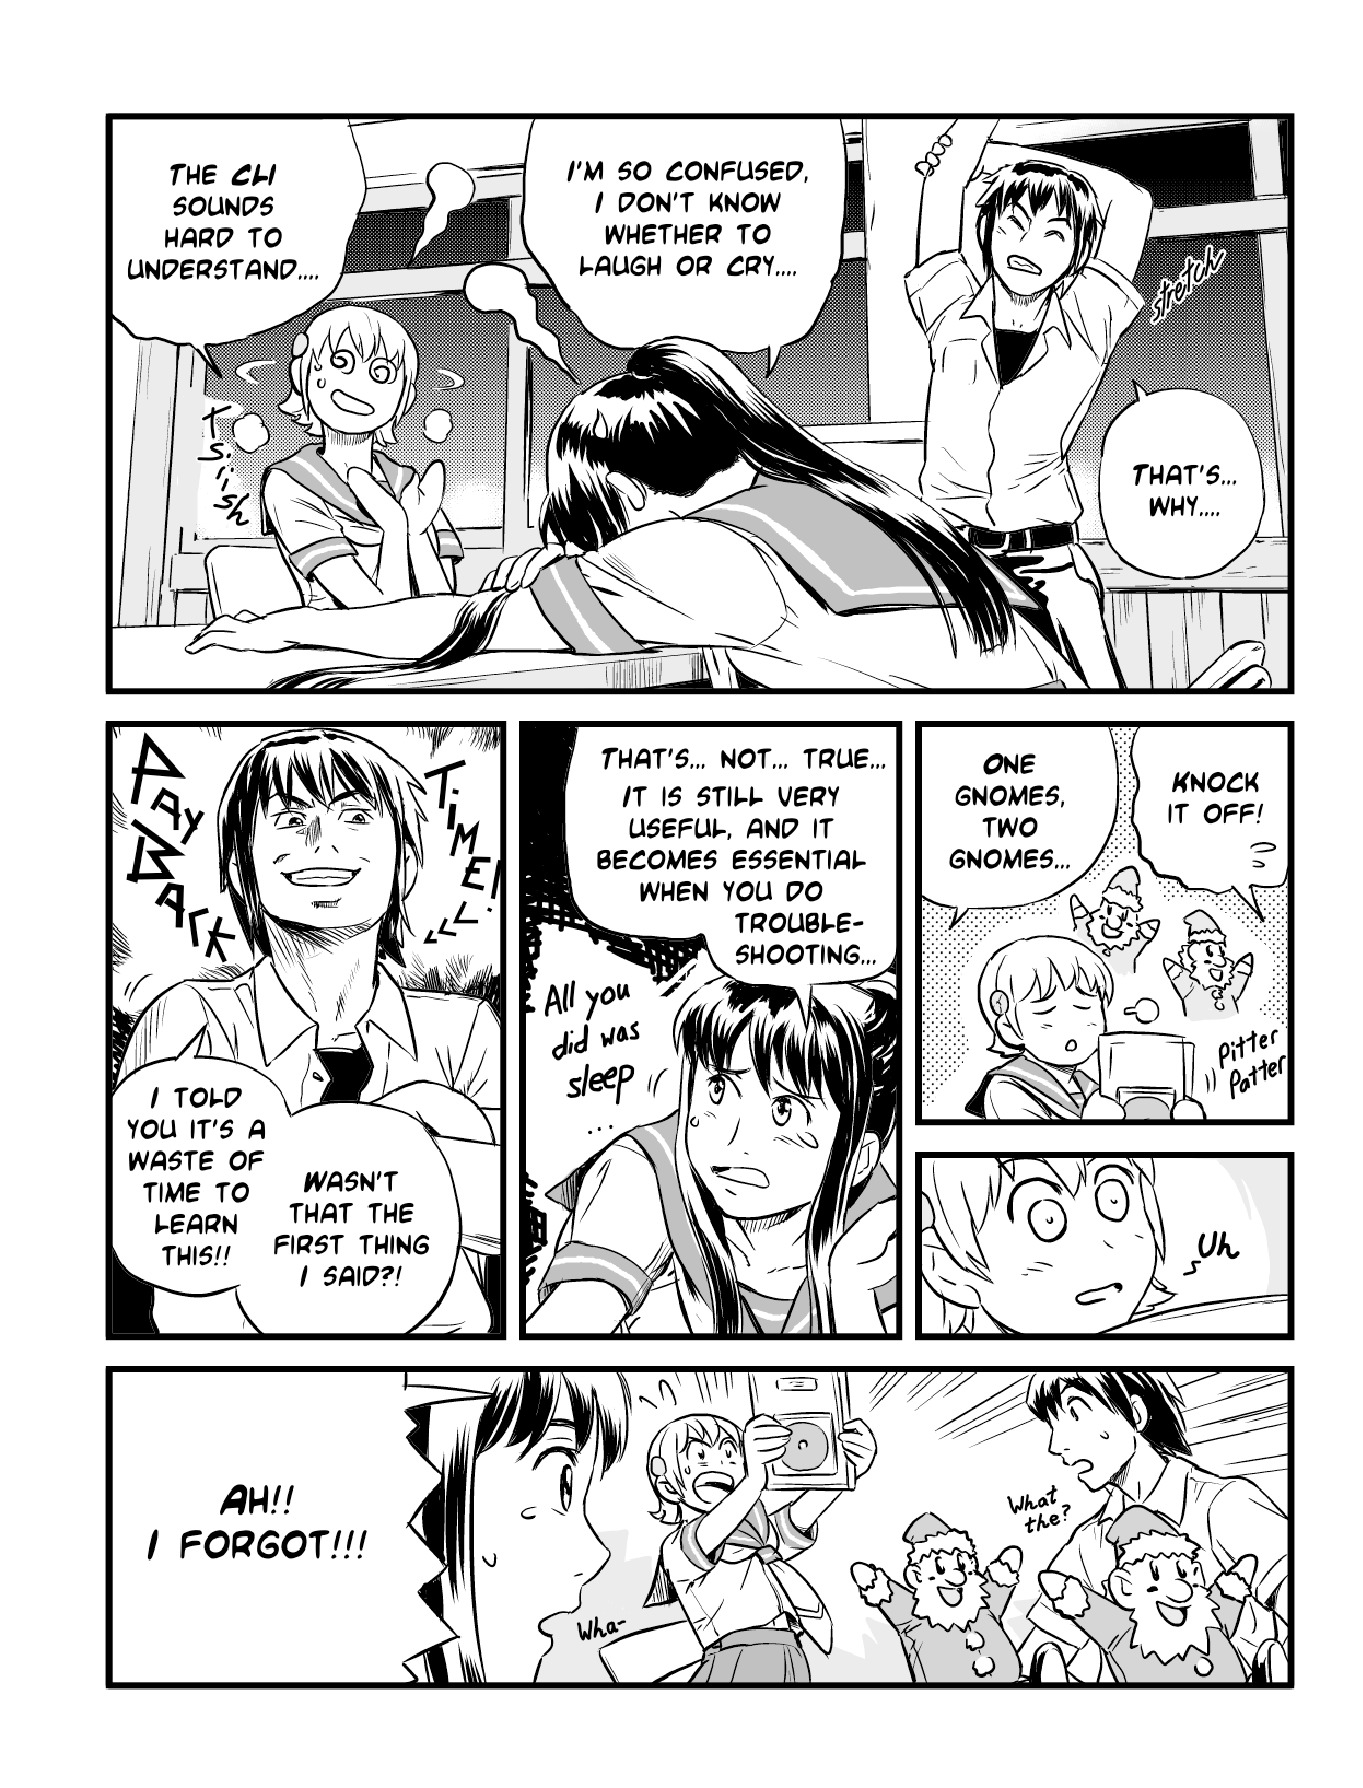 THE CLI
SOUNDS
HARD TO
UNDERSTAND....
I'M SO CONFUSED,
I DON'T KNOW
WHETHER TO
LAUGH OR CRY....
stretch
Tsiiish
THAT'S...
WHY....
PAY
BACK
TIME!
I TOLD
YOU IT'S A
WASTE OF
TIME TO
LEARN
THIS!!
WASN'T
THAT THE
FIRST THING
I SAID?!
THAT'S... NOT... TRUE...
IT IS STILL VERY
USEFUL, AND IT
BECOMES ESSENTIAL
WHEN YOU DO
TROUBLE-
SHOOTING...
All you
did was
sleep
...
ONE
GNOMES,
TWO
GNOMES...
KNOCK
IT OFF!
Pitter
Patter
Uh
AH!!
I FORGOT!!!
Wha-
What
the?